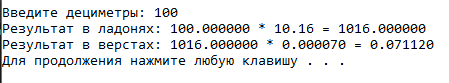 Введите дециметры: 100
Результат в ладонях: 100.000000 * 10.16 = 1016.000000
Результат в верстах: 1016.000000 * 0.000070 = 0.071120
Для продолжения нажмите любую клавишу . . .